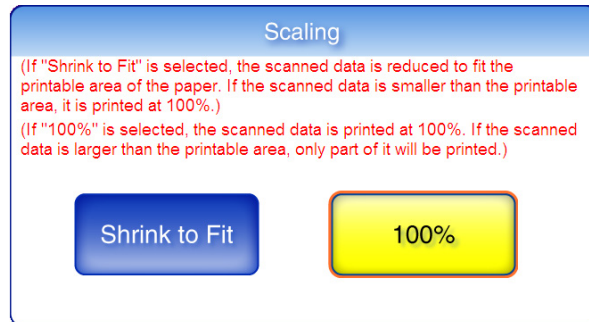 Scaling
(If "Shrink to Fit" is selected, the scanned data is reduced to fit the
printable area of the paper. If the scanned data is smaller than the printable
area, it is printed at 100%.)
(If "100%" is selected, the scanned data is printed at 100%. If the scanned
data is larger than the printable area, only part of it will be printed.)
Shrink to Fit
100%